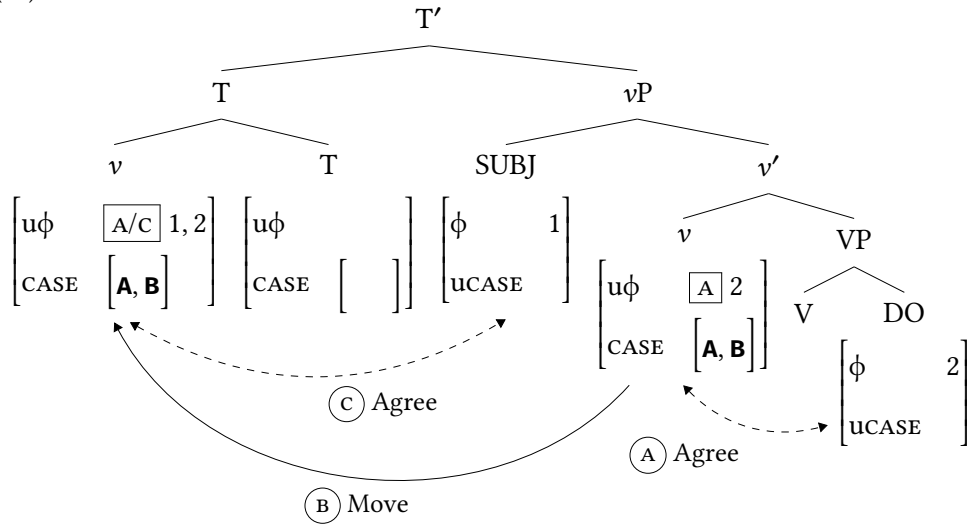 T′
T vP
v T SUBJ v′
uϕ A/C 1, 2 uϕ ϕ 1 v VP
CASE [A, B] CASE [ ] uCASE uϕ A 2 V DO
CASE [A, B] ϕ 2
uCASE
C Agree
A Agree
B Move